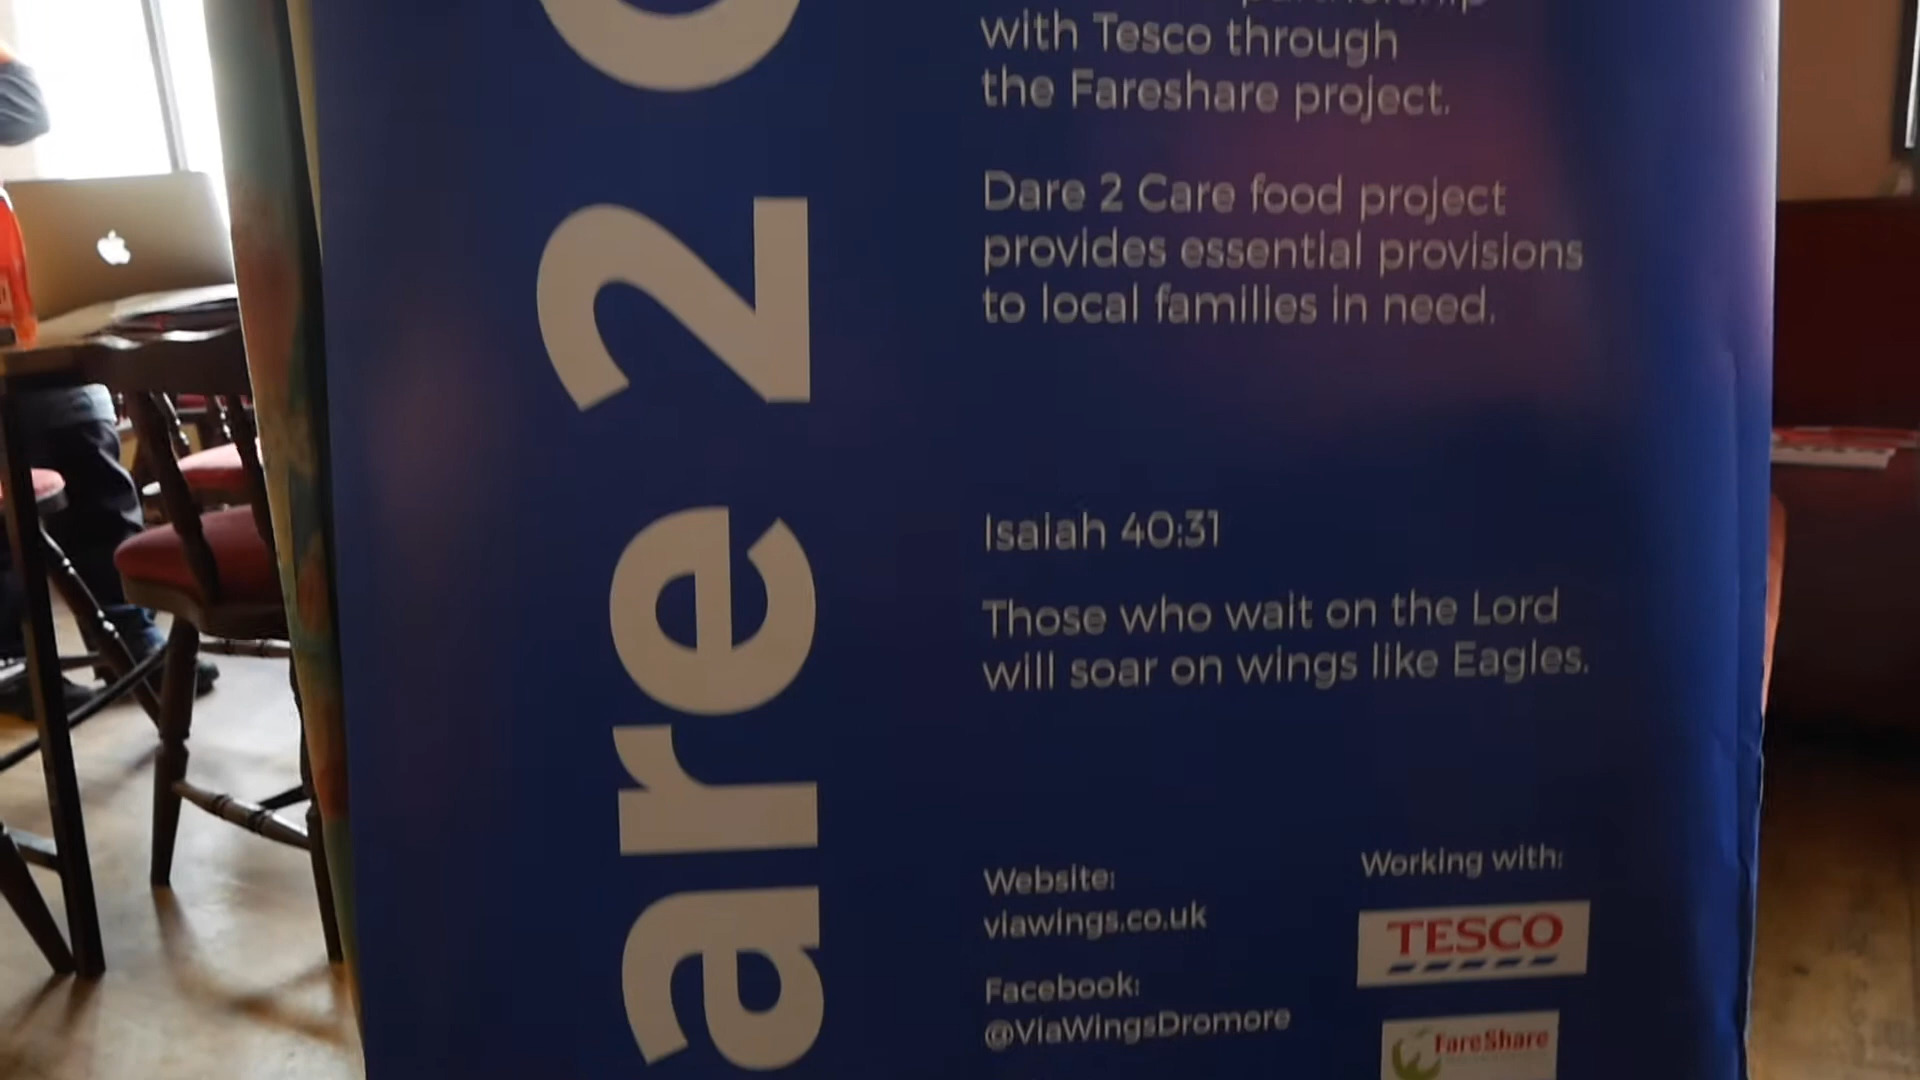 are 2 c
partnership
with Tesco through
the Fareshare project.
Dare 2 Care food project
provides essential provisions
to local families in need.
Isaiah 40:31
Those who wait on the Lord
will soar on wings like Eagles.
Website:
viawings.co.uk
Facebook:
@ViaWingsDromore
Working with:
TESCO
FareShare